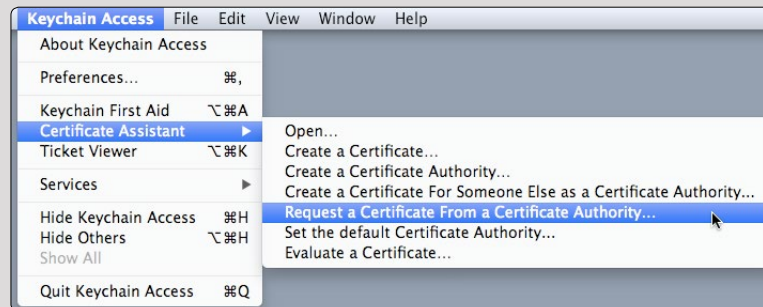 Keychain Access File Edit View Window Help
About Keychain Access
Preferences... ⌘,
Keychain First Aid ⌥⌘A
Certificate Assistant ▶
Ticket Viewer ⌥⌘K
Services ▶
Hide Keychain Access ⌘H
Hide Others ⌥⌘H
Show All
Quit Keychain Access ⌘Q
Open...
Create a Certificate...
Create a Certificate Authority...
Create a Certificate For Someone Else as a Certificate Authority...
Request a Certificate From a Certificate Authority...
Set the default Certificate Authority...
Evaluate a Certificate...